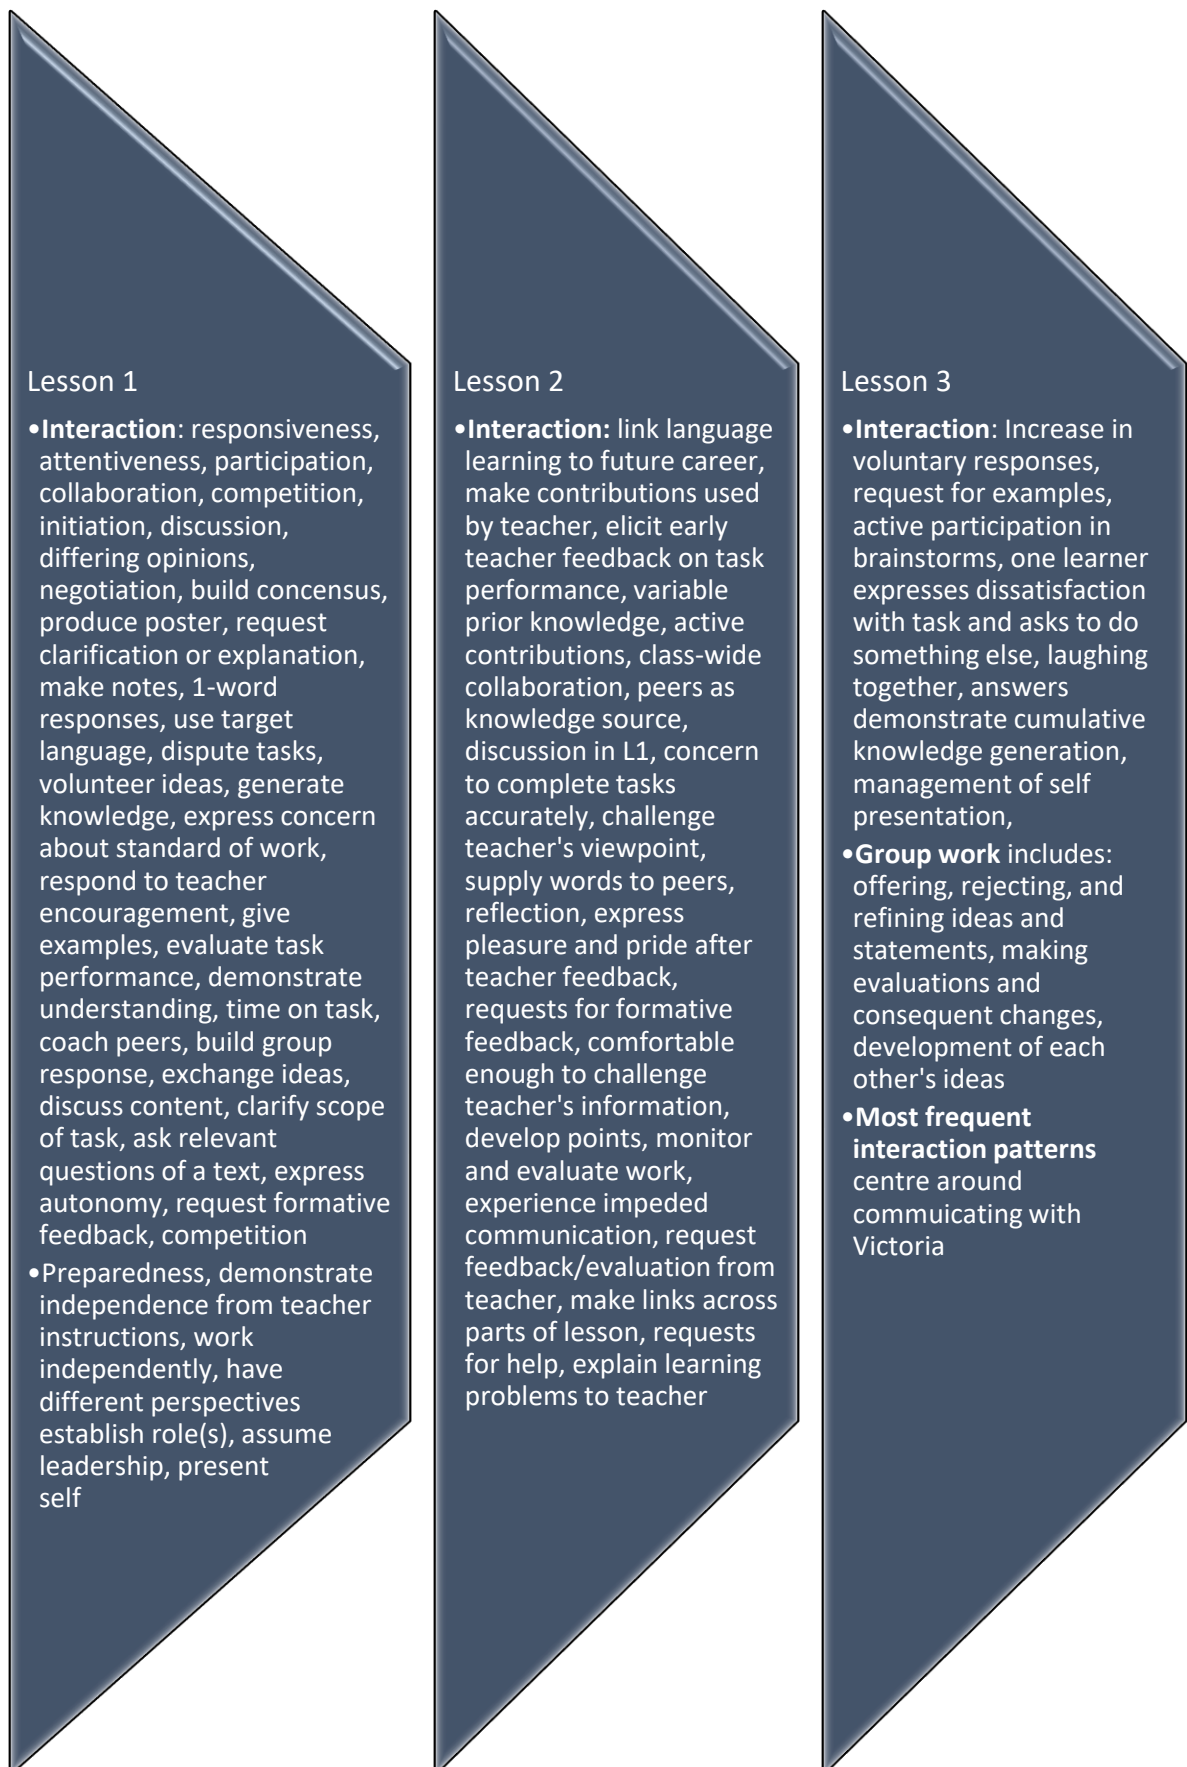 Lesson 1
•Interaction: responsiveness,
attentiveness, participation,
collaboration, competition,
initiation, discussion,
differing opinions,
negotiation, build concensus,
produce poster, request
clarification or explanation,
make notes, 1-word
responses, use target
language, dispute tasks,
volunteer ideas, generate
knowledge, express concern
about standard of work,
respond to teacher
encouragement, give
examples, evaluate task
performance, demonstrate
understanding, time on task,
coach peers, build group
response, exchange ideas,
discuss content, clarify scope
of task, ask relevant
questions of a text, express
autonomy, request formative
feedback, competition
•Preparedness, demonstrate
independence from teacher
instructions, work
independently, have
different perspectives
establish role(s), assume
leadership, present
self
Lesson 2
•Interaction: link language
learning to future career,
make contributions used
by teacher, elicit early
teacher feedback on task
performance, variable
prior knowledge, active
contributions, class-wide
collaboration, peers as
knowledge source,
discussion in L1, concern
to complete tasks
accurately, challenge
teacher's viewpoint,
supply words to peers,
reflection, express
pleasure and pride after
teacher feedback,
requests for formative
feedback, comfortable
enough to challenge
teacher's information,
develop points, monitor
and evaluate work,
experience impeded
communication, request
feedback/evaluation from
teacher, make links across
parts of lesson, requests
for help, explain learning
problems to teacher
Lesson 3
•Interaction: Increase in
voluntary responses,
request for examples,
active participation in
brainstorms, one learner
expresses dissatisfaction
with task and asks to do
something else, laughing
together, answers
demonstrate cumulative
knowledge generation,
management of self
presentation,
•Group work includes:
offering, rejecting, and
refining ideas and
statements, making
evaluations and
consequent changes,
development of each
other's ideas
•Most frequent
interaction patterns
centre around
commuicating with
Victoria